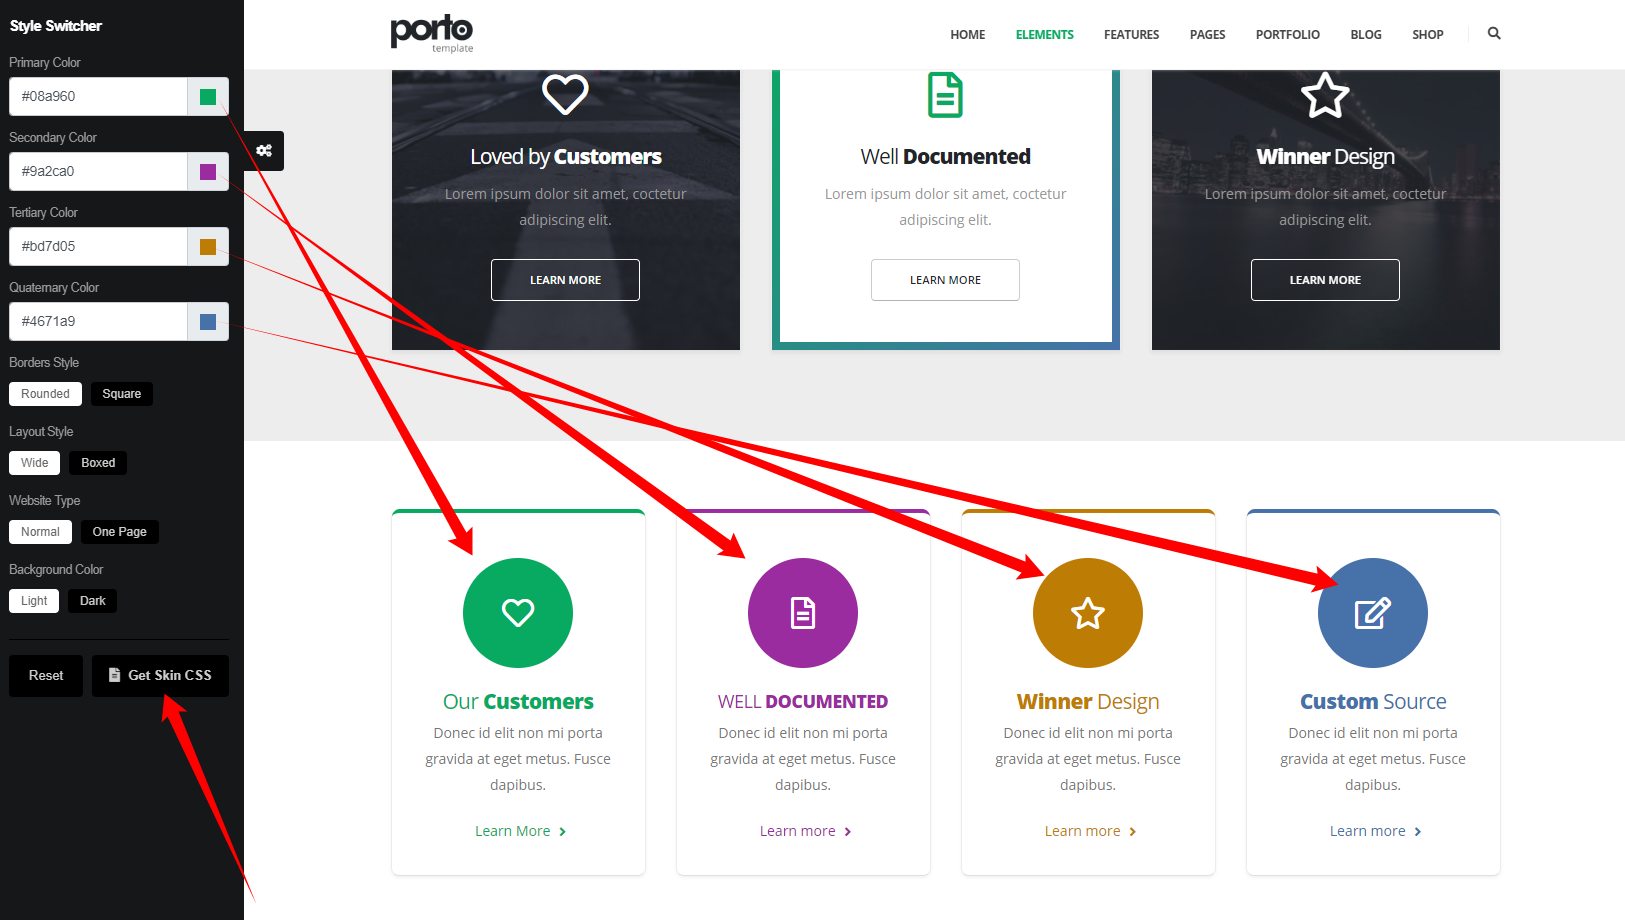 Style Switcher
Primary Color
#08a960
Secondary Color
#9a2ca0
Tertiary Color
#bd7d05
Quaternary Color
#4671a9
Borders Style
Rounded
Square
Layout Style
Wide
Boxed
Website Type
Normal
One Page
Background Color
Light
Dark
Reset
Get Skin CSS
porto
template
HOME
ELEMENTS
FEATURES
PAGES
PORTFOLIO
BLOG
SHOP
Loved by Customers
Lorem ipsum dolor sit amet, coctetur
adipiscing elit.
LEARN MORE
Well Documented
Lorem ipsum dolor sit amet, coctetur
adipiscing elit.
LEARN MORE
Winner Design
Lorem ipsum dolor sit amet, coctetur
adipiscing elit.
LEARN MORE
Our Customers
Donec id elit non mi porta
gravida at eget metus. Fusce
dapibus.
Learn More
WELL DOCUMENTED
Donec id elit non mi porta
gravida at eget metus. Fusce
dapibus.
Learn more
Winner Design
Donec id elit non mi porta
gravida at eget metus. Fusce
dapibus.
Learn more
Custom Source
Donec id elit non mi porta
gravida at eget metus. Fusce
dapibus.
Learn more